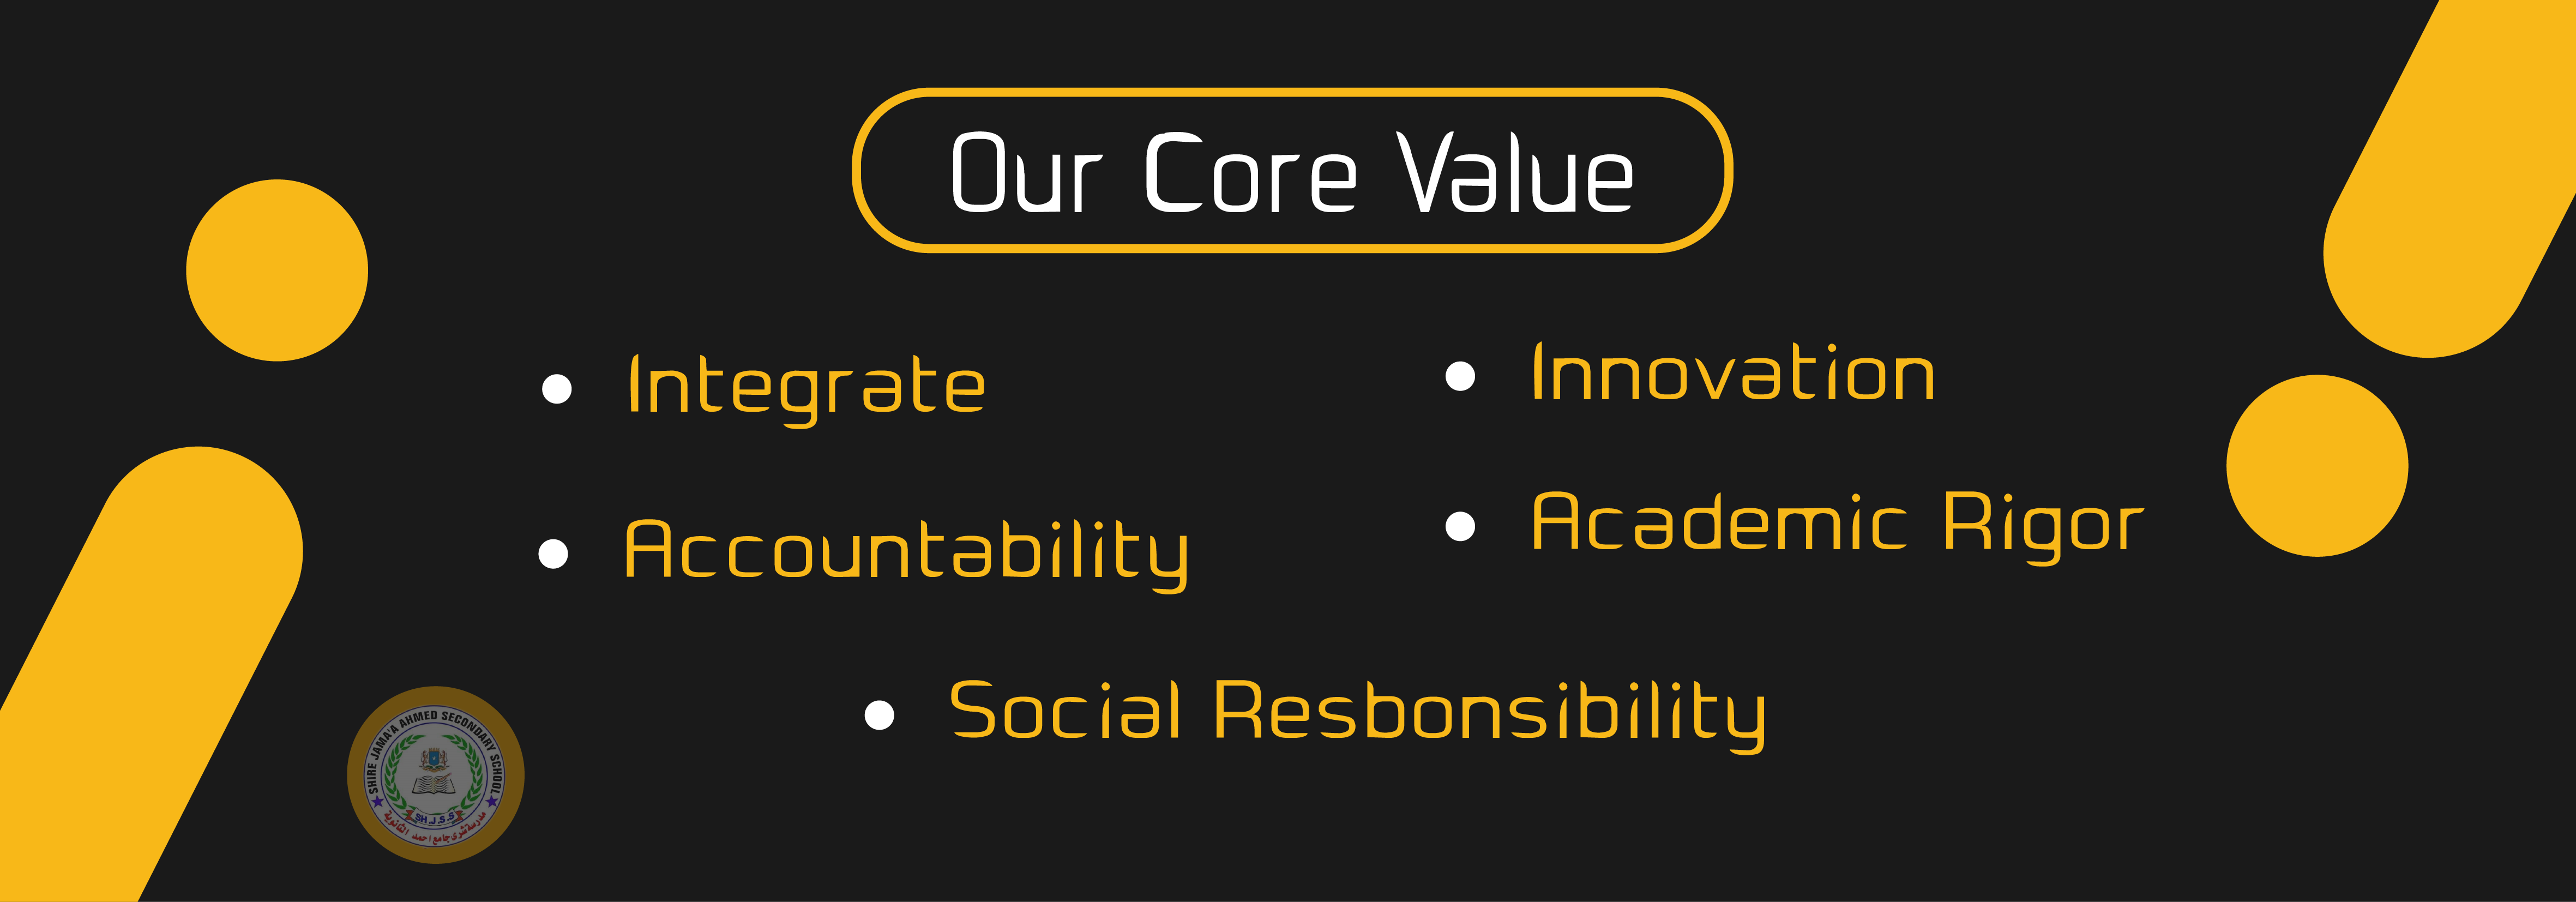 Our Core Value
• Integrate
• Innovation
• Accountability
• Academic Rigor
• Social Resbonsibility
SHIRE JAMA'A AHMED SECONDARY SCHOOL
SH.J.S.S
مدرسة شري جامع احمد الثانوية